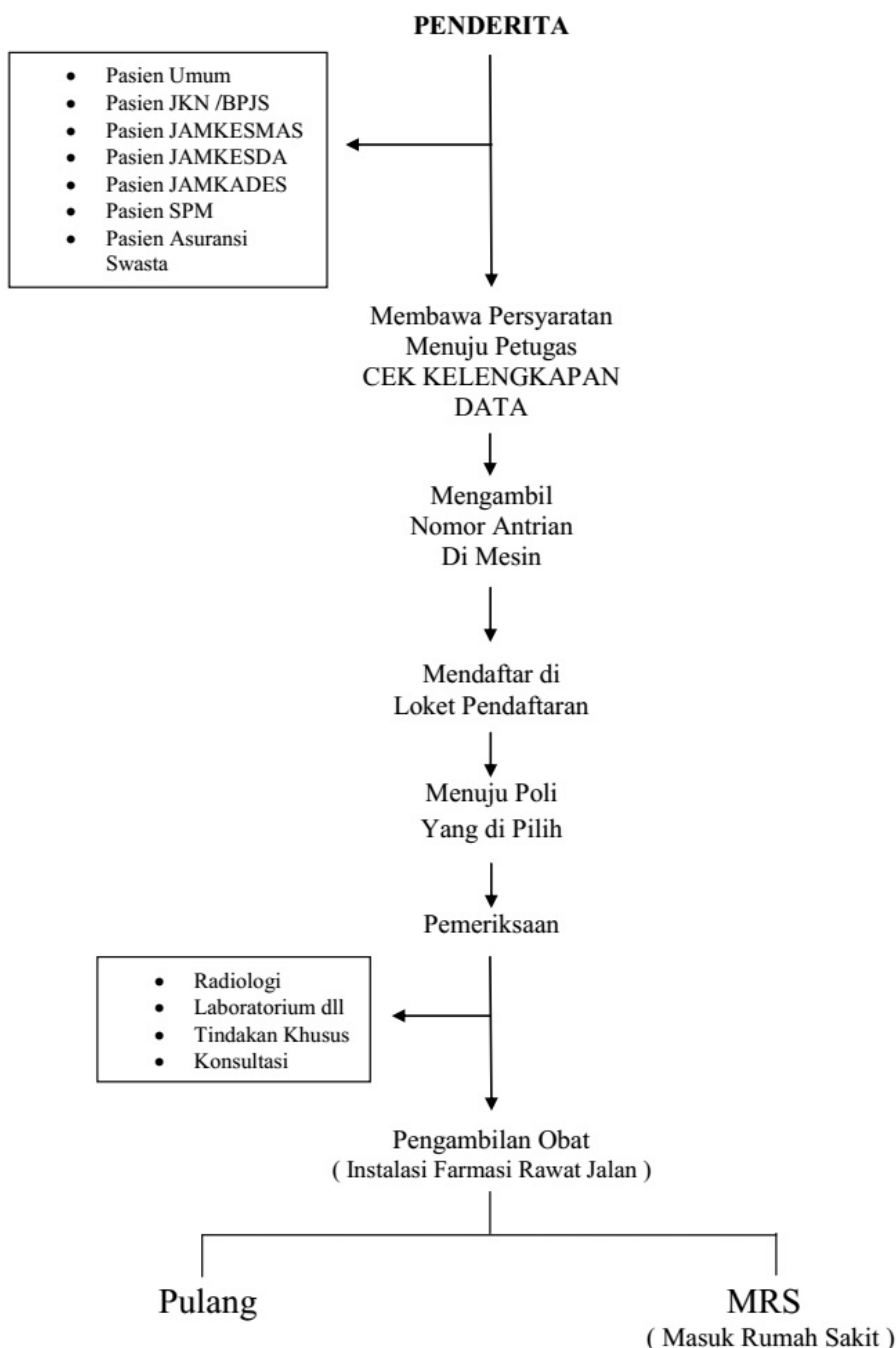 PENDERITA
• Pasien Umum
• Pasien JKN /BPJS
• Pasien JAMKESMAS
• Pasien JAMKESDA
• Pasien JAMKADES
• Pasien SPM
• Pasien Asuransi
Swasta
Membawa Persyaratan
Menuju Petugas
CEK KELENGKAPAN
DATA
Mengambil
Nomor Antrian
Di Mesin
Mendaftar di
Loket Pendaftaran
Menuju Poli
Yang di Pilih
Pemeriksaan
• Radiologi
• Laboratorium dll
• Tindakan Khusus
• Konsultasi
Pengambilan Obat
( Instalasi Farmasi Rawat Jalan )
Pulang
MRS
( Masuk Rumah Sakit )